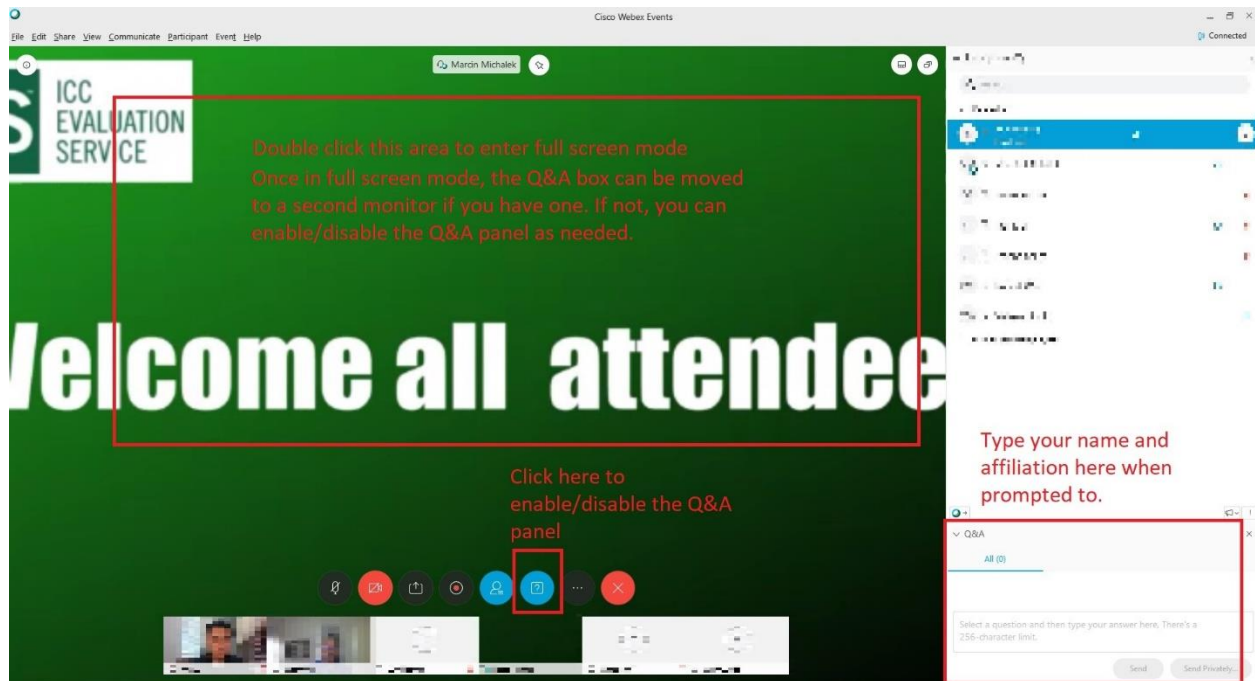 Cisco Webex Events
File Edit Share View Communicate Participant Event Help
Connected
Marcin Michalek
S ICC
EVALUATION
SERVICE
Double click this area to enter full screen mode
Once in full screen mode, the Q&A box can be moved
to a second monitor if you have one. If not, you can
enable/disable the Q&A panel as needed.
Welcome all attendee
Click here to
enable/disable the Q&A
panel
Type your name and
affiliation here when
prompted to.
Q&A
All (0)
Select a question and then type your answer here. There's a
256-character limit.
Send Send Privately...